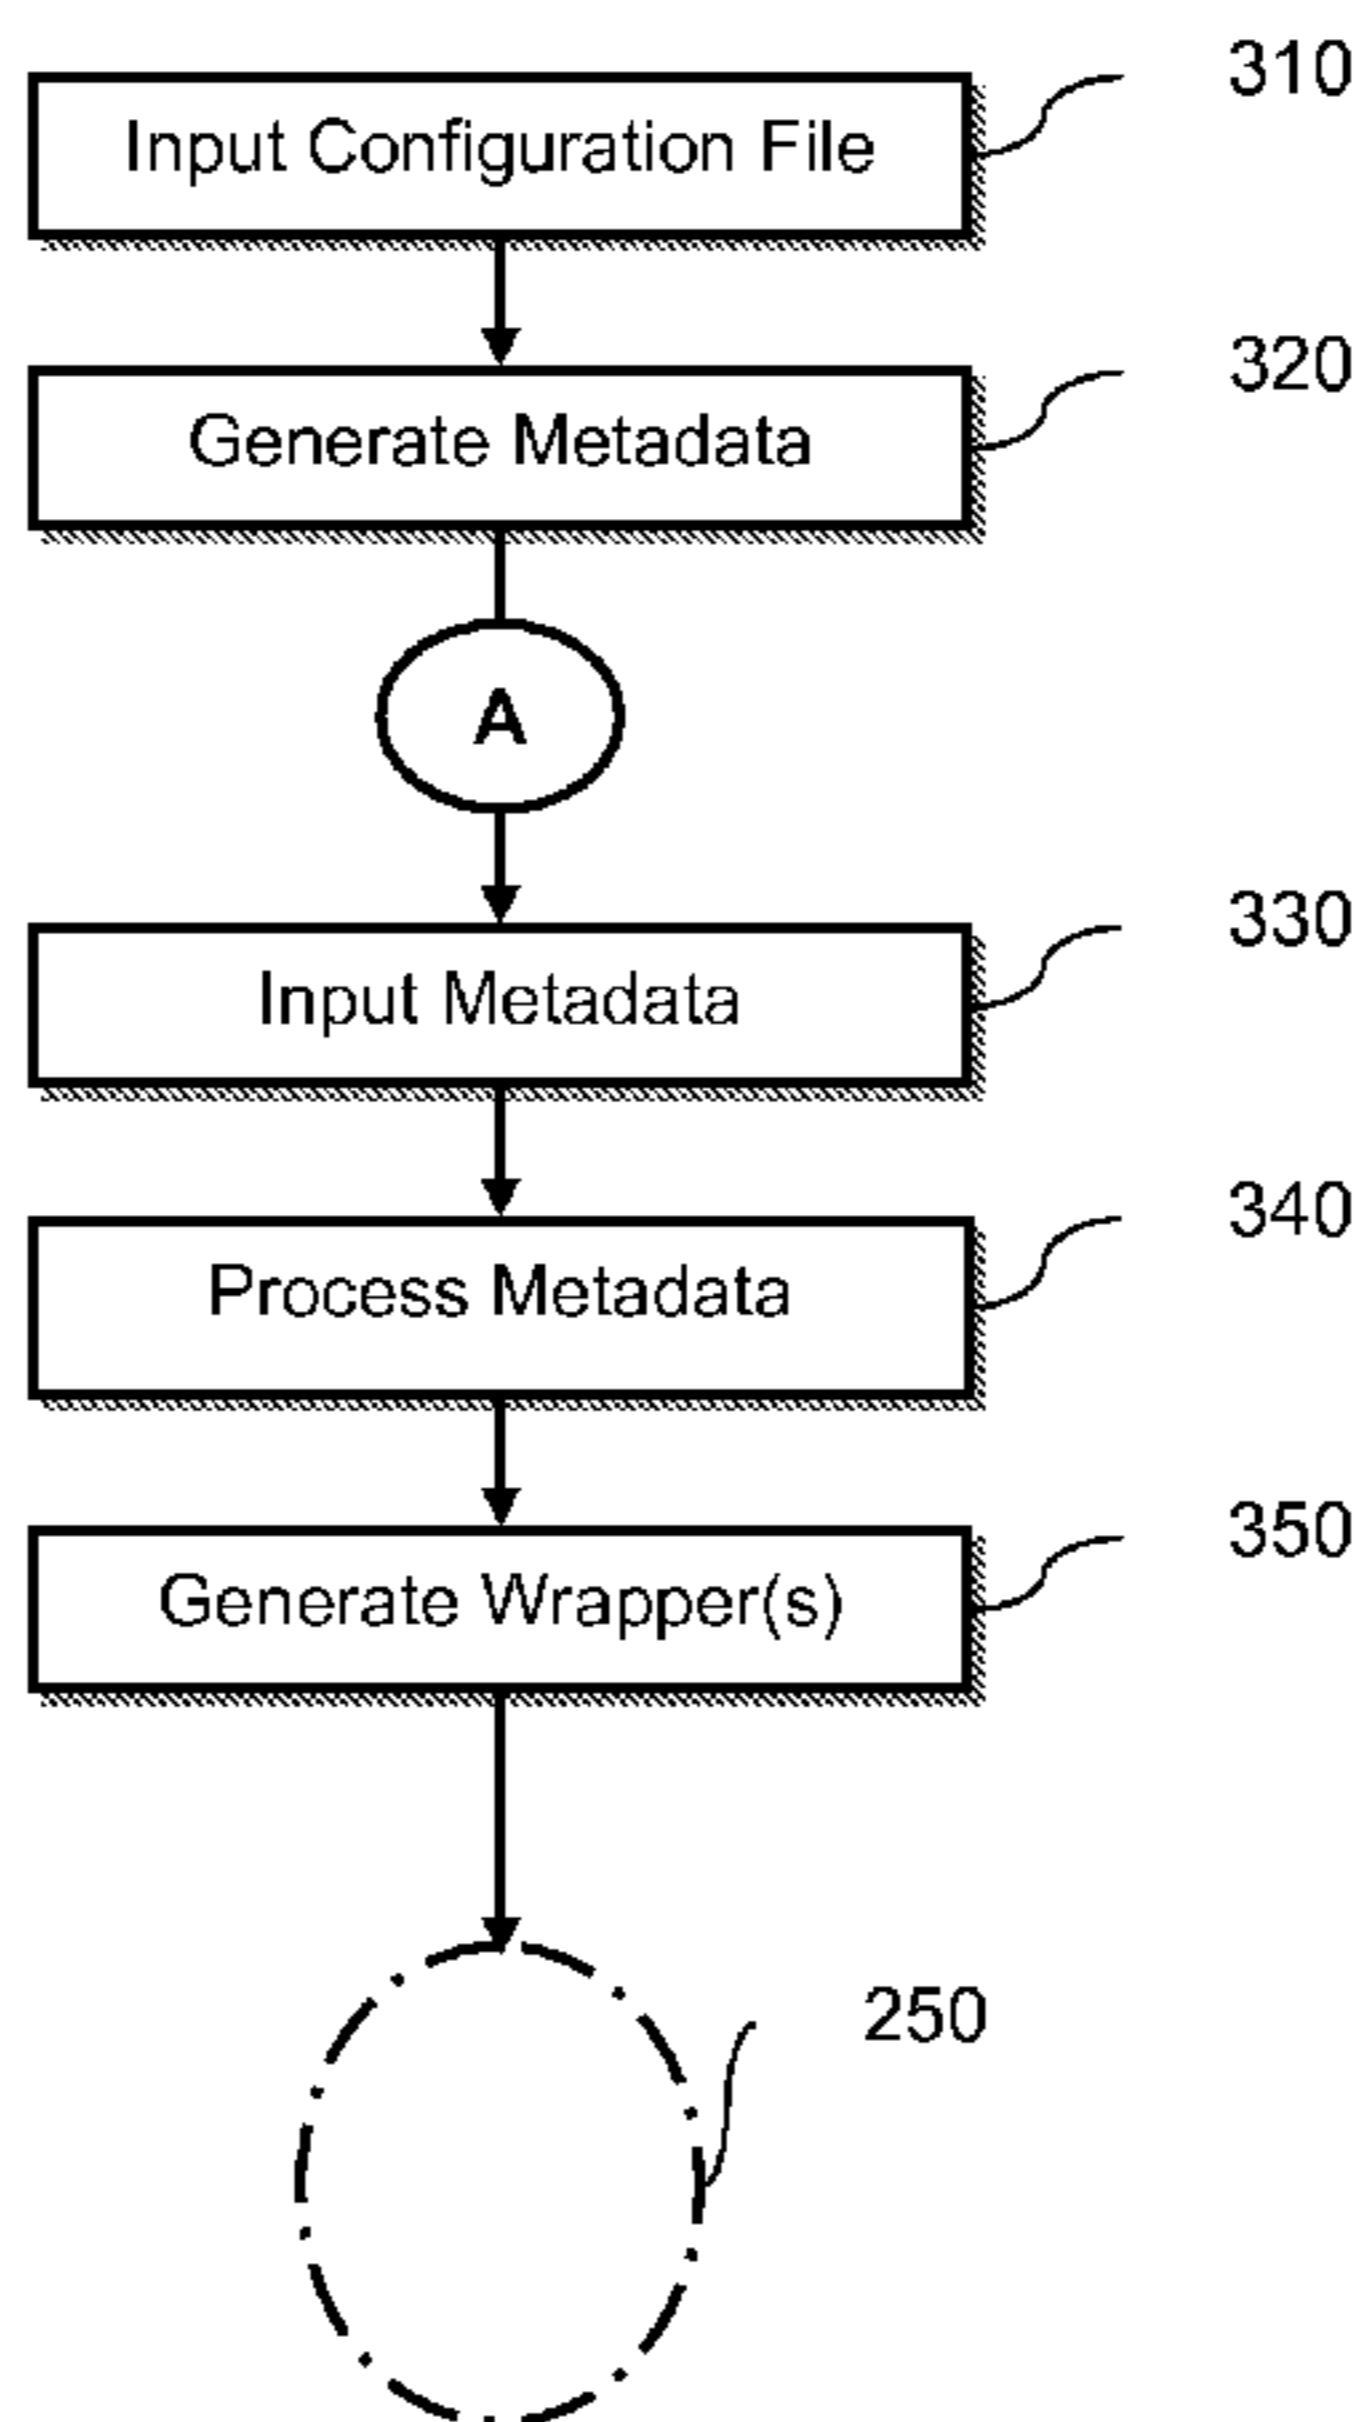 310
Input Configuration File
320
Generate Metadata
A
330
Input Metadata
340
Process Metadata
350
Generate Wrapper(s)
250